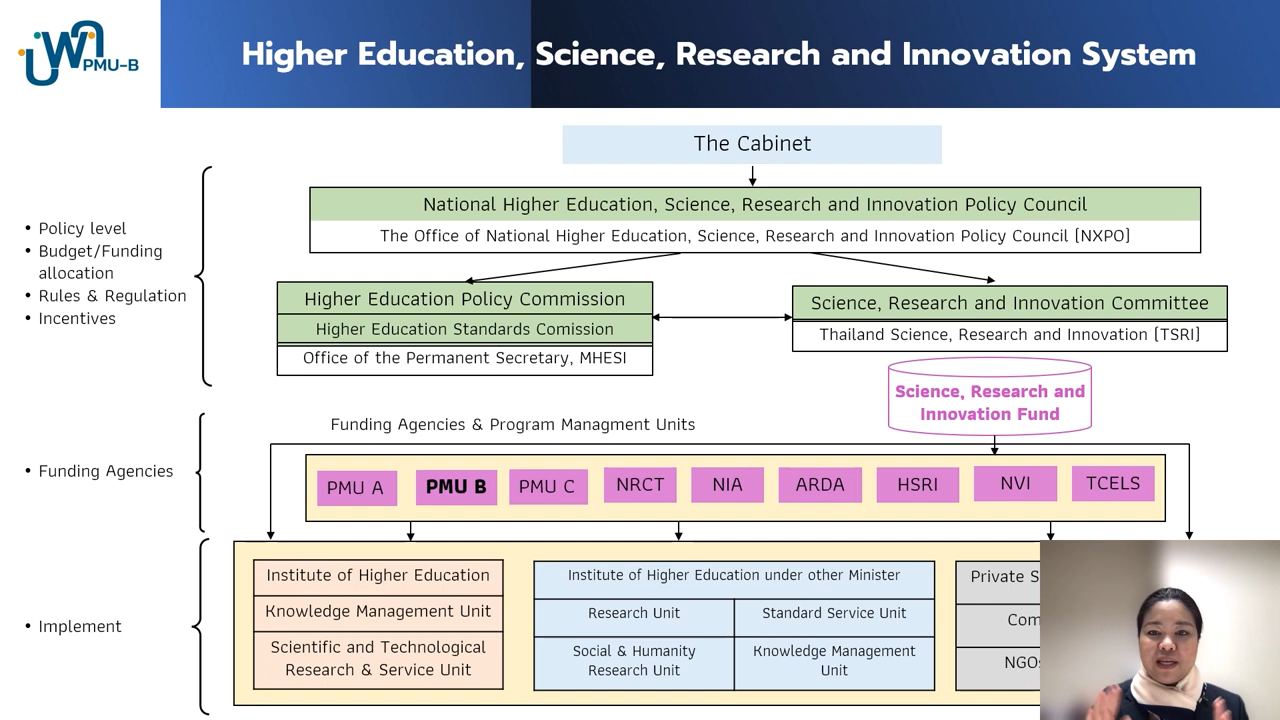 PMU-B
Higher Education, Science, Research and Innovation System
The Cabinet
National Higher Education, Science, Research and Innovation Policy Council
The Office of National Higher Education, Science, Research and Innovation Policy Council (NXPO)
• Policy level
• Budget/Funding
allocation
• Rules & Regulation
• Incentives
Higher Education Policy Commission
Higher Education Standards Comission
Office of the Permanent Secretary, MHESI
Science, Research and Innovation Committee
Thailand Science, Research and Innovation (TSRI)
Science, Research and
Innovation Fund
Funding Agencies & Program Managment Units
• Funding Agencies
PMU A
PMU B
PMU C
NRCT
NIA
ARDA
HSRI
NVI
TCELS
• Implement
Institute of Higher Education
Knowledge Management Unit
Scientific and Technological
Research & Service Unit
Institute of Higher Education under other Minister
Research Unit
Standard Service Unit
Social & Humanity
Research Unit
Knowledge Management
Unit
Private S
Com
NGOs